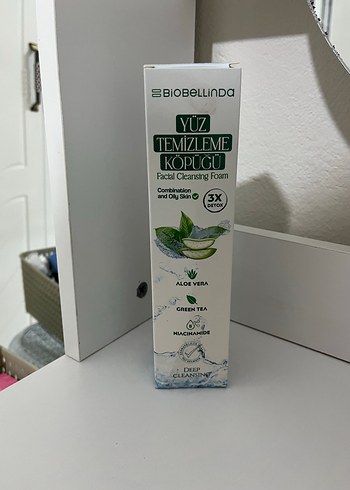 BIOBELLINDA
YÜZ
TEMİZLEME
KÖPÜĞÜ
Facial Cleansing Foam
Combination
and Oily Skin
3X
DETOX
ALOE VERA
GREEN TEA
NIACINAMIDE
DEEP
CLEANSING